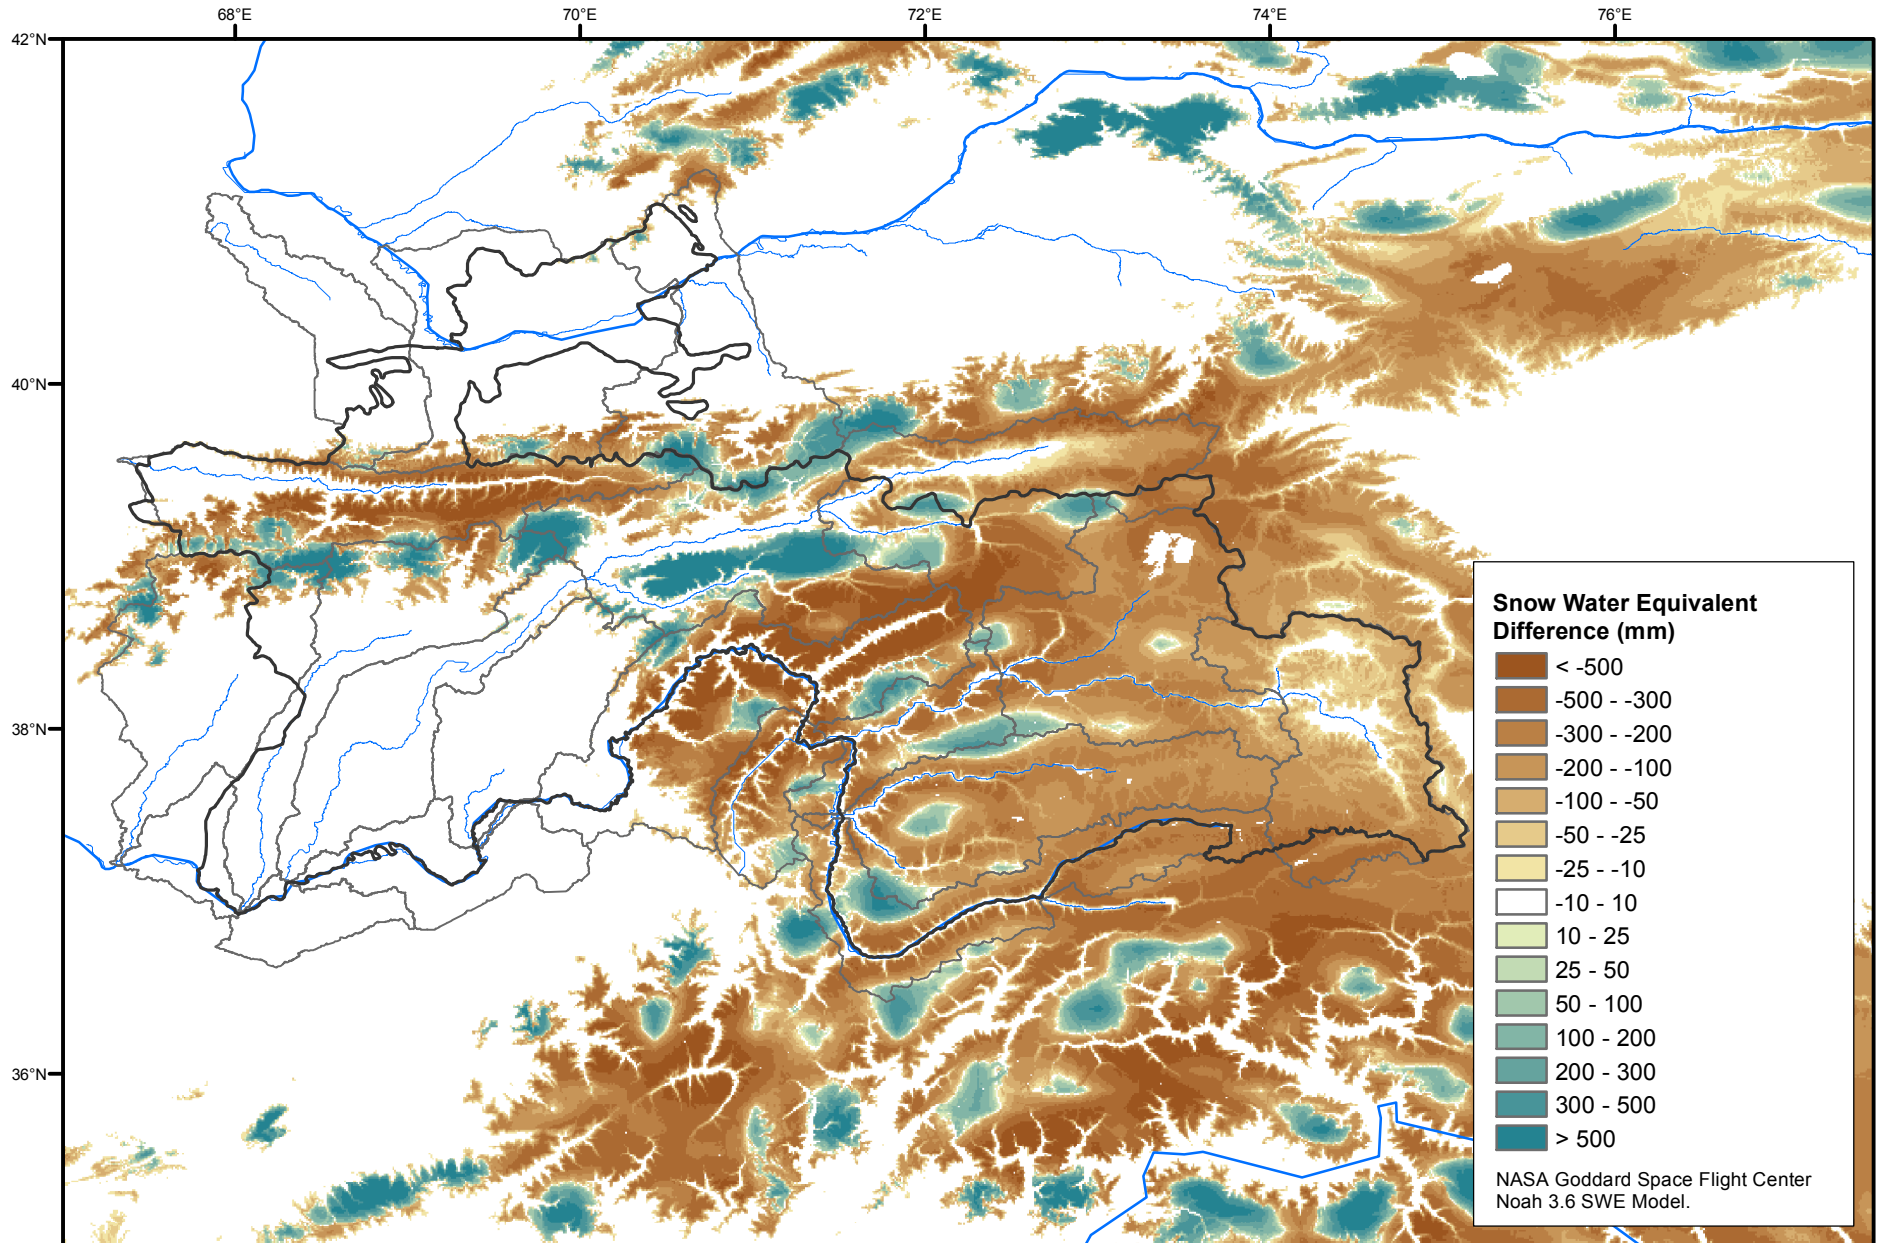 68°E 70°E 72°E 74°E 76°E
42°N
40°N
38°N
36°N
Snow Water Equivalent
Difference (mm)
< -500
-500 - -300
-300 - -200
-200 - -100
-100 - -50
-50 - -25
-25 - -10
-10 - 10
10 - 25
25 - 50
50 - 100
100 - 200
200 - 300
300 - 500
> 500
NASA Goddard Space Flight Center
Noah 3.6 SWE Model.